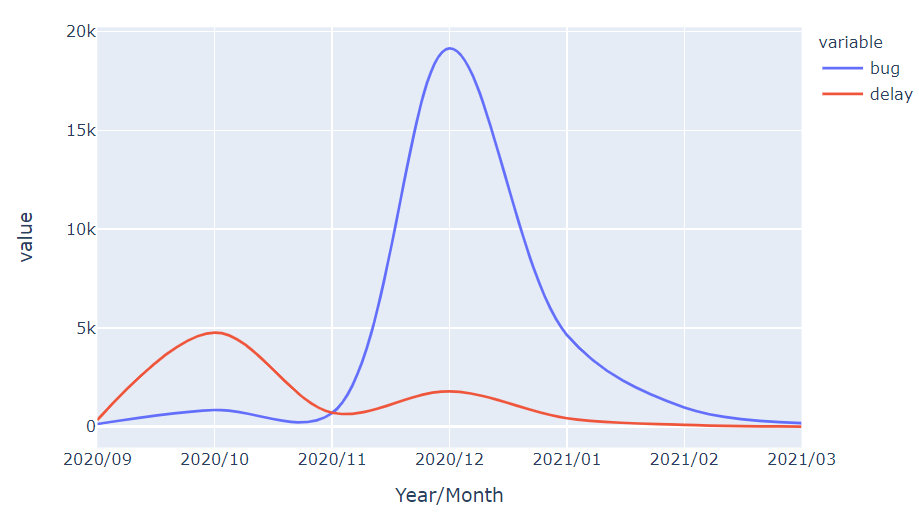 20k
15k
10k
5k
0
value
2020/09
2020/10
2020/11
2020/12
2021/01
2021/02
2021/03
Year/Month
variable
bug
delay